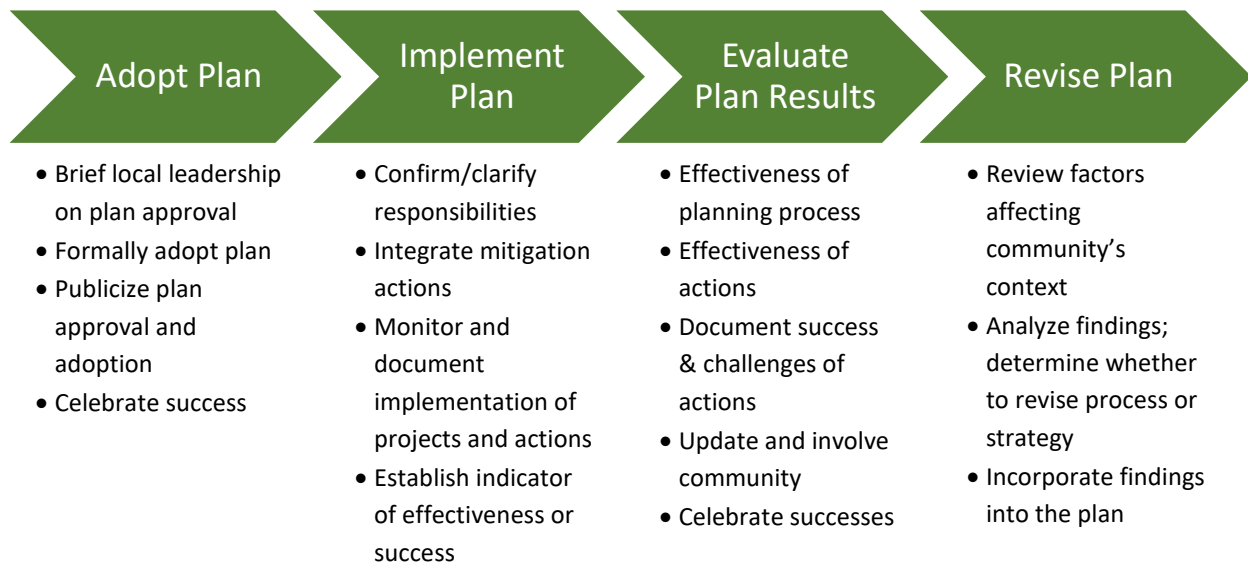 Adopt Plan
Implement
Plan
Evaluate
Plan Results
Revise Plan
• Brief local leadership
on plan approval
• Formally adopt plan
• Publicize plan
approval and
adoption
• Celebrate success
• Confirm/clarify
responsibilities
• Integrate mitigation
actions
• Monitor and
document
implementation of
projects and actions
• Establish indicator
of effectiveness or
success
• Effectiveness of
planning process
• Effectiveness of
actions
• Document success
& challenges of
actions
• Update and involve
community
• Celebrate successes
• Review factors
affecting
community’s
context
• Analyze findings;
determine whether
to revise process or
strategy
• Incorporate findings
into the plan